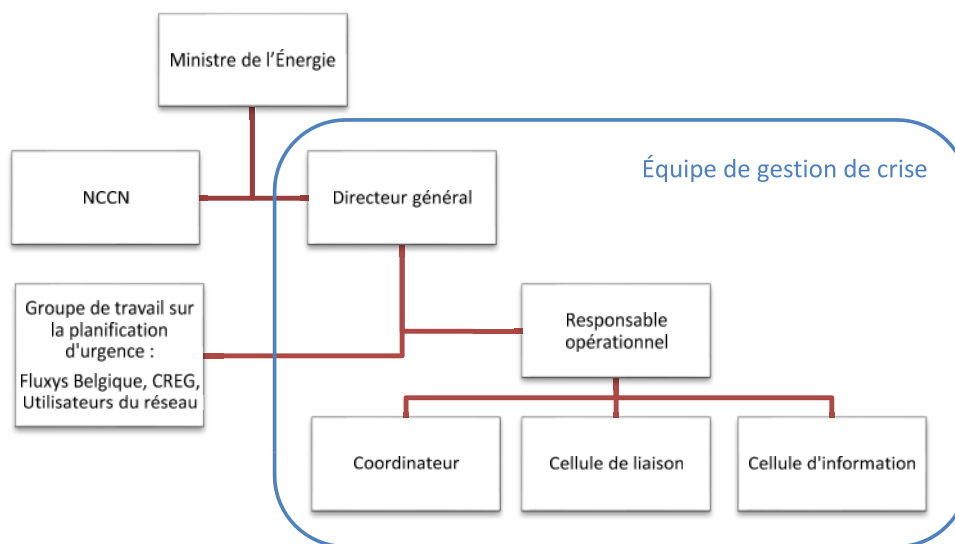 Ministre de l'Énergie
Équipe de gestion de crise
NCCN
Directeur général
Groupe de travail sur
la planification
d'urgence :
Fluxys Belgique, CREG,
Utilisateurs du réseau
Responsable
opérationnel
Coordinateur
Cellule de liaison
Cellule d'information